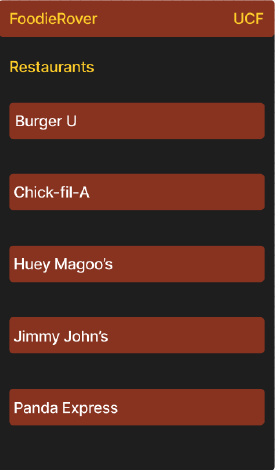 FoodieRover UCF
Restaurants
Burger U
Chick-fil-A
Huey Magoo's
Jimmy John's
Panda Express